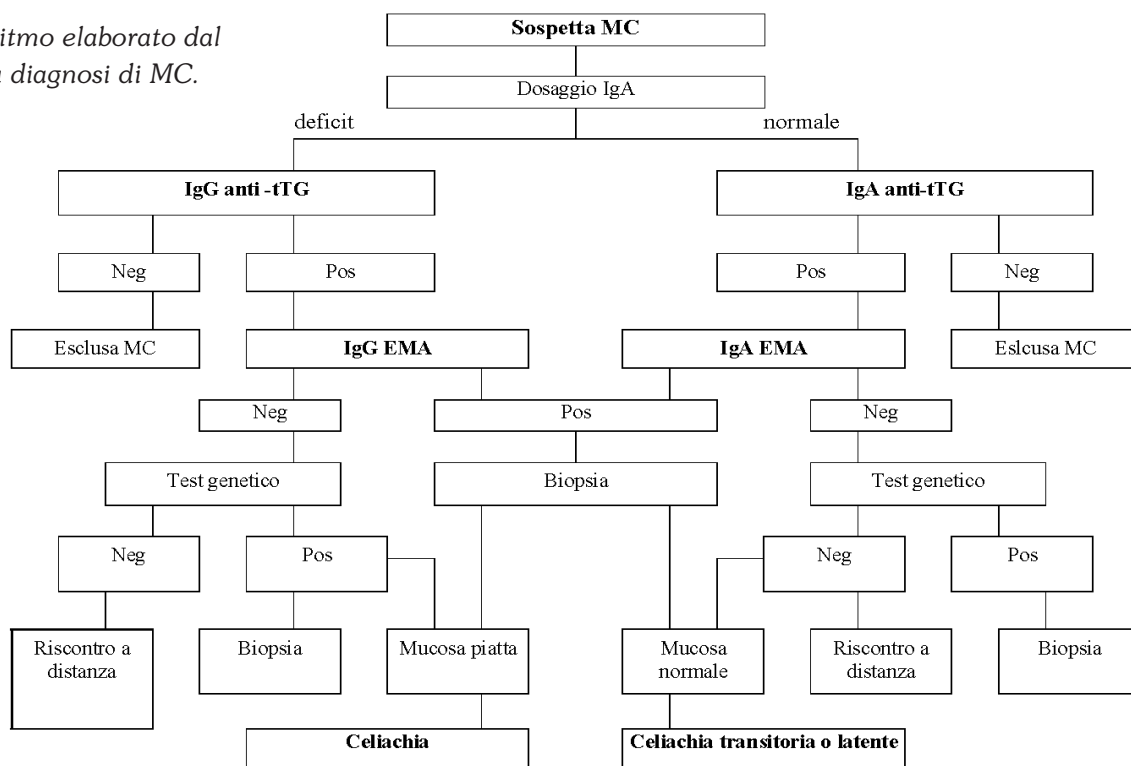 itmo elaborato dal
diagnosi di MC.
Sospetta MC
Dosaggio IgA
deficit
normale
IgG anti -tTG
IgA anti-tTG
Neg
Pos
Pos
Neg
Esclusa MC
IgG EMA
IgA EMA
Eslcusa MC
Neg
Pos
Neg
Test genetico
Biopsia
Test genetico
Neg
Pos
Neg
Pos
Riscontro a
distanza
Biopsia
Mucosa piatta
Mucosa
normale
Riscontro a
distanza
Biopsia
Celiachia
Celiachia transitoria o latente